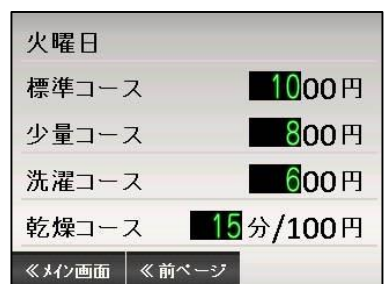 火曜日
標準コース 1000円
少量コース 800円
洗濯コース 600円
乾燥コース 15分/100円
≪メイン画面 ≪前ページ